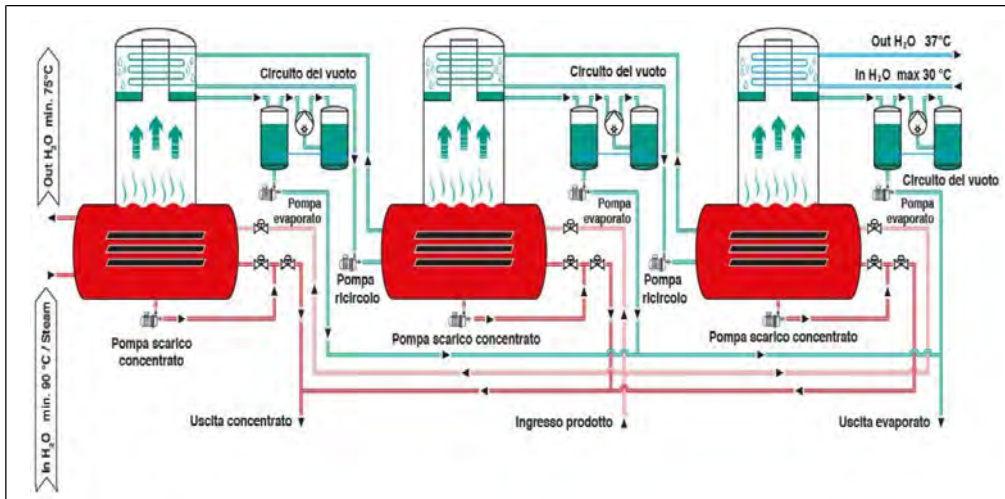 Out H₂O min. 75°C
In H₂O min. 90 °C / Steam
Circuito del vuoto
Pompa
evaporato
Pompa
ricircolo
Pompa scarico
concentrato
Circuito del vuoto
Pompa
evaporato
Pompa
ricircolo
Pompa scarico concentrato
Out H₂O 37°C
In H₂O max 30 °C
Circuito del vuoto
Pompa
evaporato
Pompa scarico concentrato
Uscita concentrato
Ingresso prodotto
Uscita evaporato